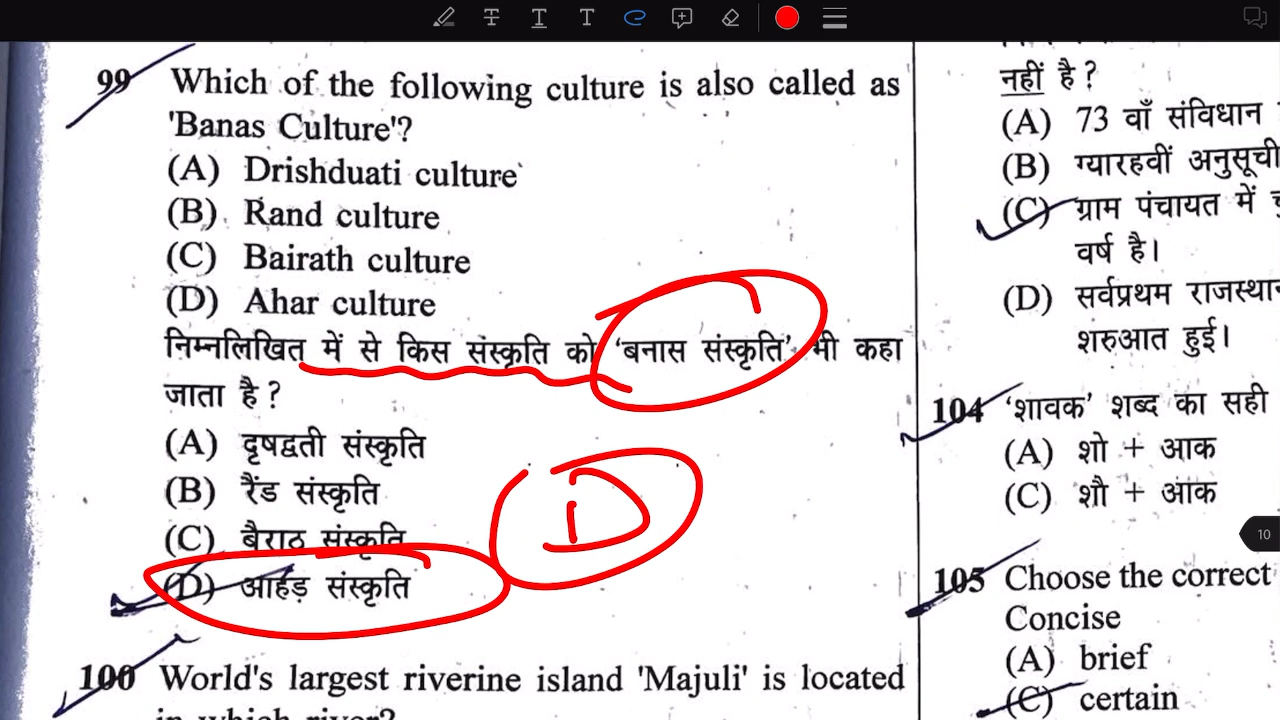 99 Which of the following culture is also called as
'Banas Culture'?
(A) Drishduati culture
(B) Rand culture
(C) Bairath culture
(D) Ahar culture
निम्नलिखित में से किस संस्कृति को 'बनास संस्कृति' भी कहा
जाता है ?
(A) दृषद्वती संस्कृति
(B) रैंड संस्कृति
(C) बैराठ संस्कृति
(D) आहड़ संस्कृति
D
100 World's largest riverine island 'Majuli' is located
in which river?
नहीं है ?
(A) 73 वाँ संविधान
(B) ग्यारहवीं अनुसूची
(C) ग्राम पंचायत में
वर्ष है।
(D) सर्वप्रथम राजस्थान
शुरुआत हुई।
104 'शावक' शब्द का सही
(A) शो + आक
(C) शौ + आक
105 Choose the correct
Concise
(A) brief
(C) certain
10